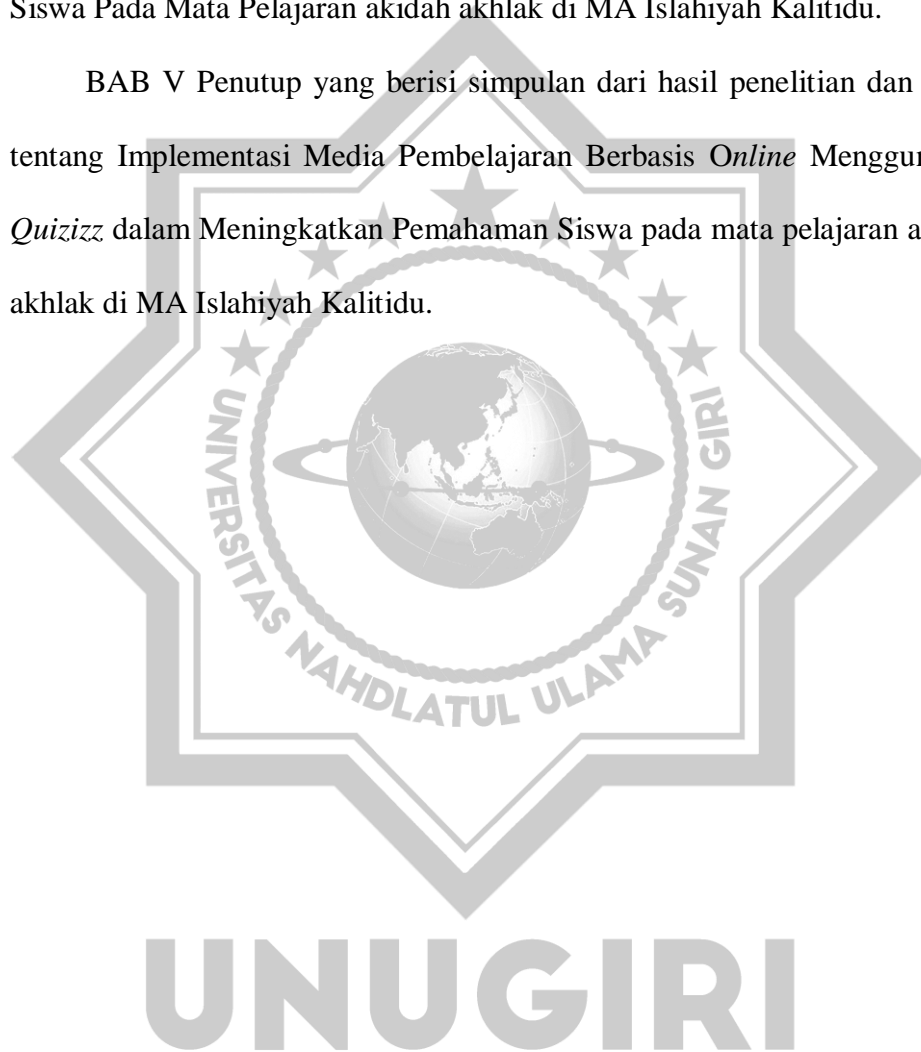 Siswa Pada Mata Pelajaran akidah akhlak di MA Islahiyah Kalitidu.
BAB V Penutup yang berisi simpulan dari hasil penelitian dan
tentang Implementasi Media Pembelajaran Berbasis Online
Quizizz dalam Meningkatkan Pemahaman Siswa pada mata pelajaran
akhlak di MA Islahiyah Kalitidu.
UNIVERSITAS NAHDLATUL ULAMA SUNAN GIRI
UNUGIRI